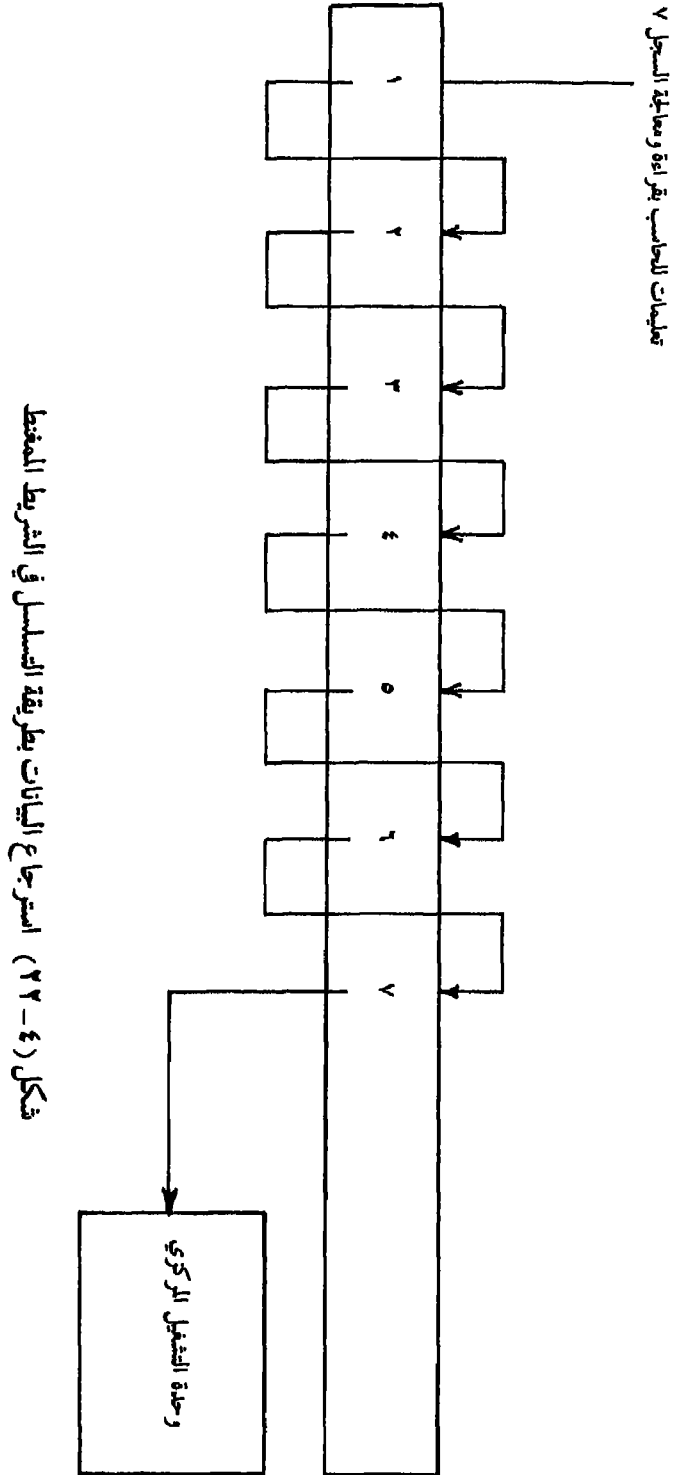 تعليمات للحاسب بقراءة ومعالجة السجل ٧
١
٢
٣
٤
٥
٦
٧
وحدة التشغيل المركزي
شكل (٤ - ٢٢) استرجاع البيانات بطريقة التسلسل في الشريط الممغنط